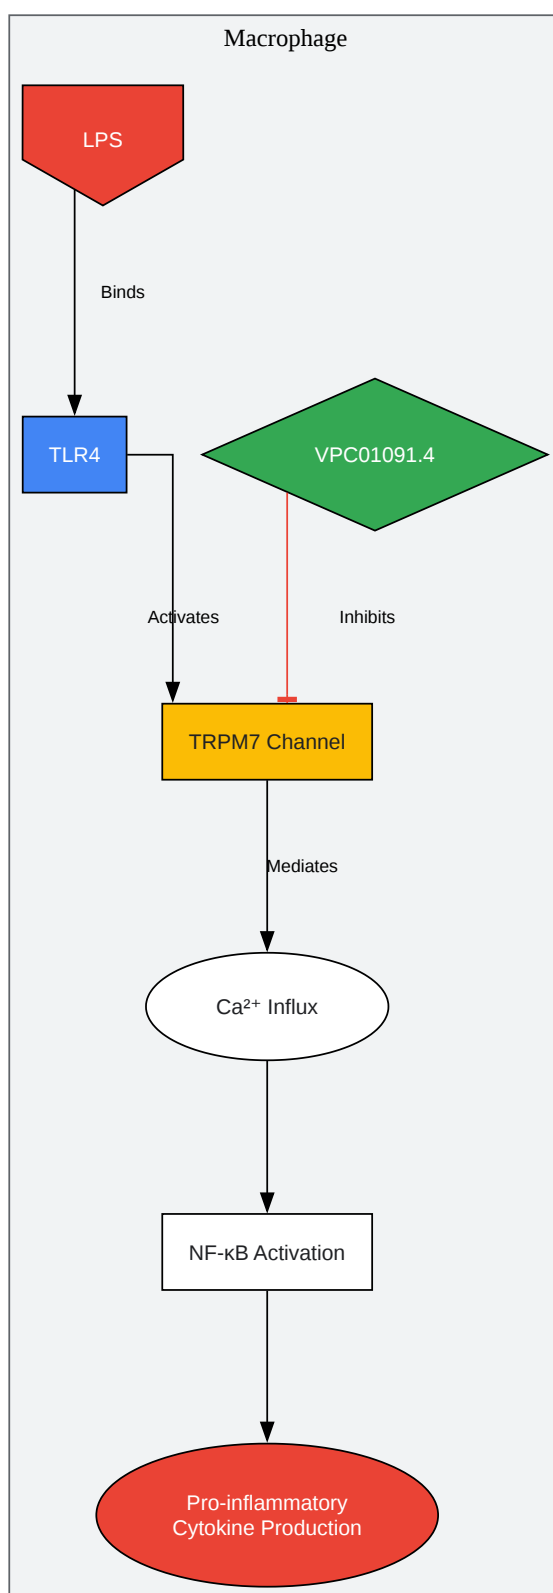 Macrophage
LPS
Binds
TLR4
VPC01091.4
Activates
Inhibits
TRPM7 Channel
Mediates
Ca²⁺ Influx
NF-κB Activation
Pro-inflammatory
Cytokine Production